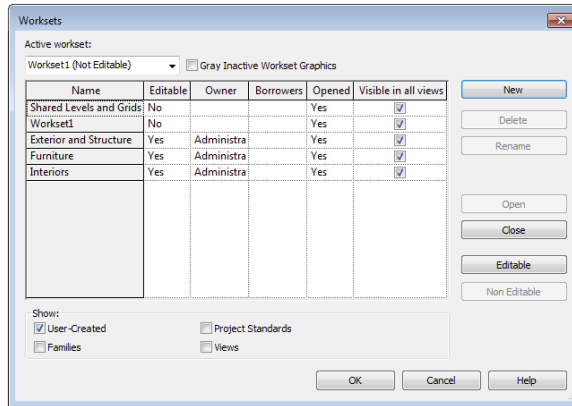 Worksets
Active workset:
Workset1 (Not Editable)
Gray Inactive Workset Graphics
Name Editable Owner Borrowers Opened Visible in all views
Shared Levels and Grids No Yes
Workset1 No Yes
Exterior and Structure Yes Administra Yes
Furniture Yes Administra Yes
Interiors Yes Administra Yes
New
Delete
Rename
Open
Close
Editable
Non Editable
Show:
User-Created Project Standards
Families Views
OK Cancel Help